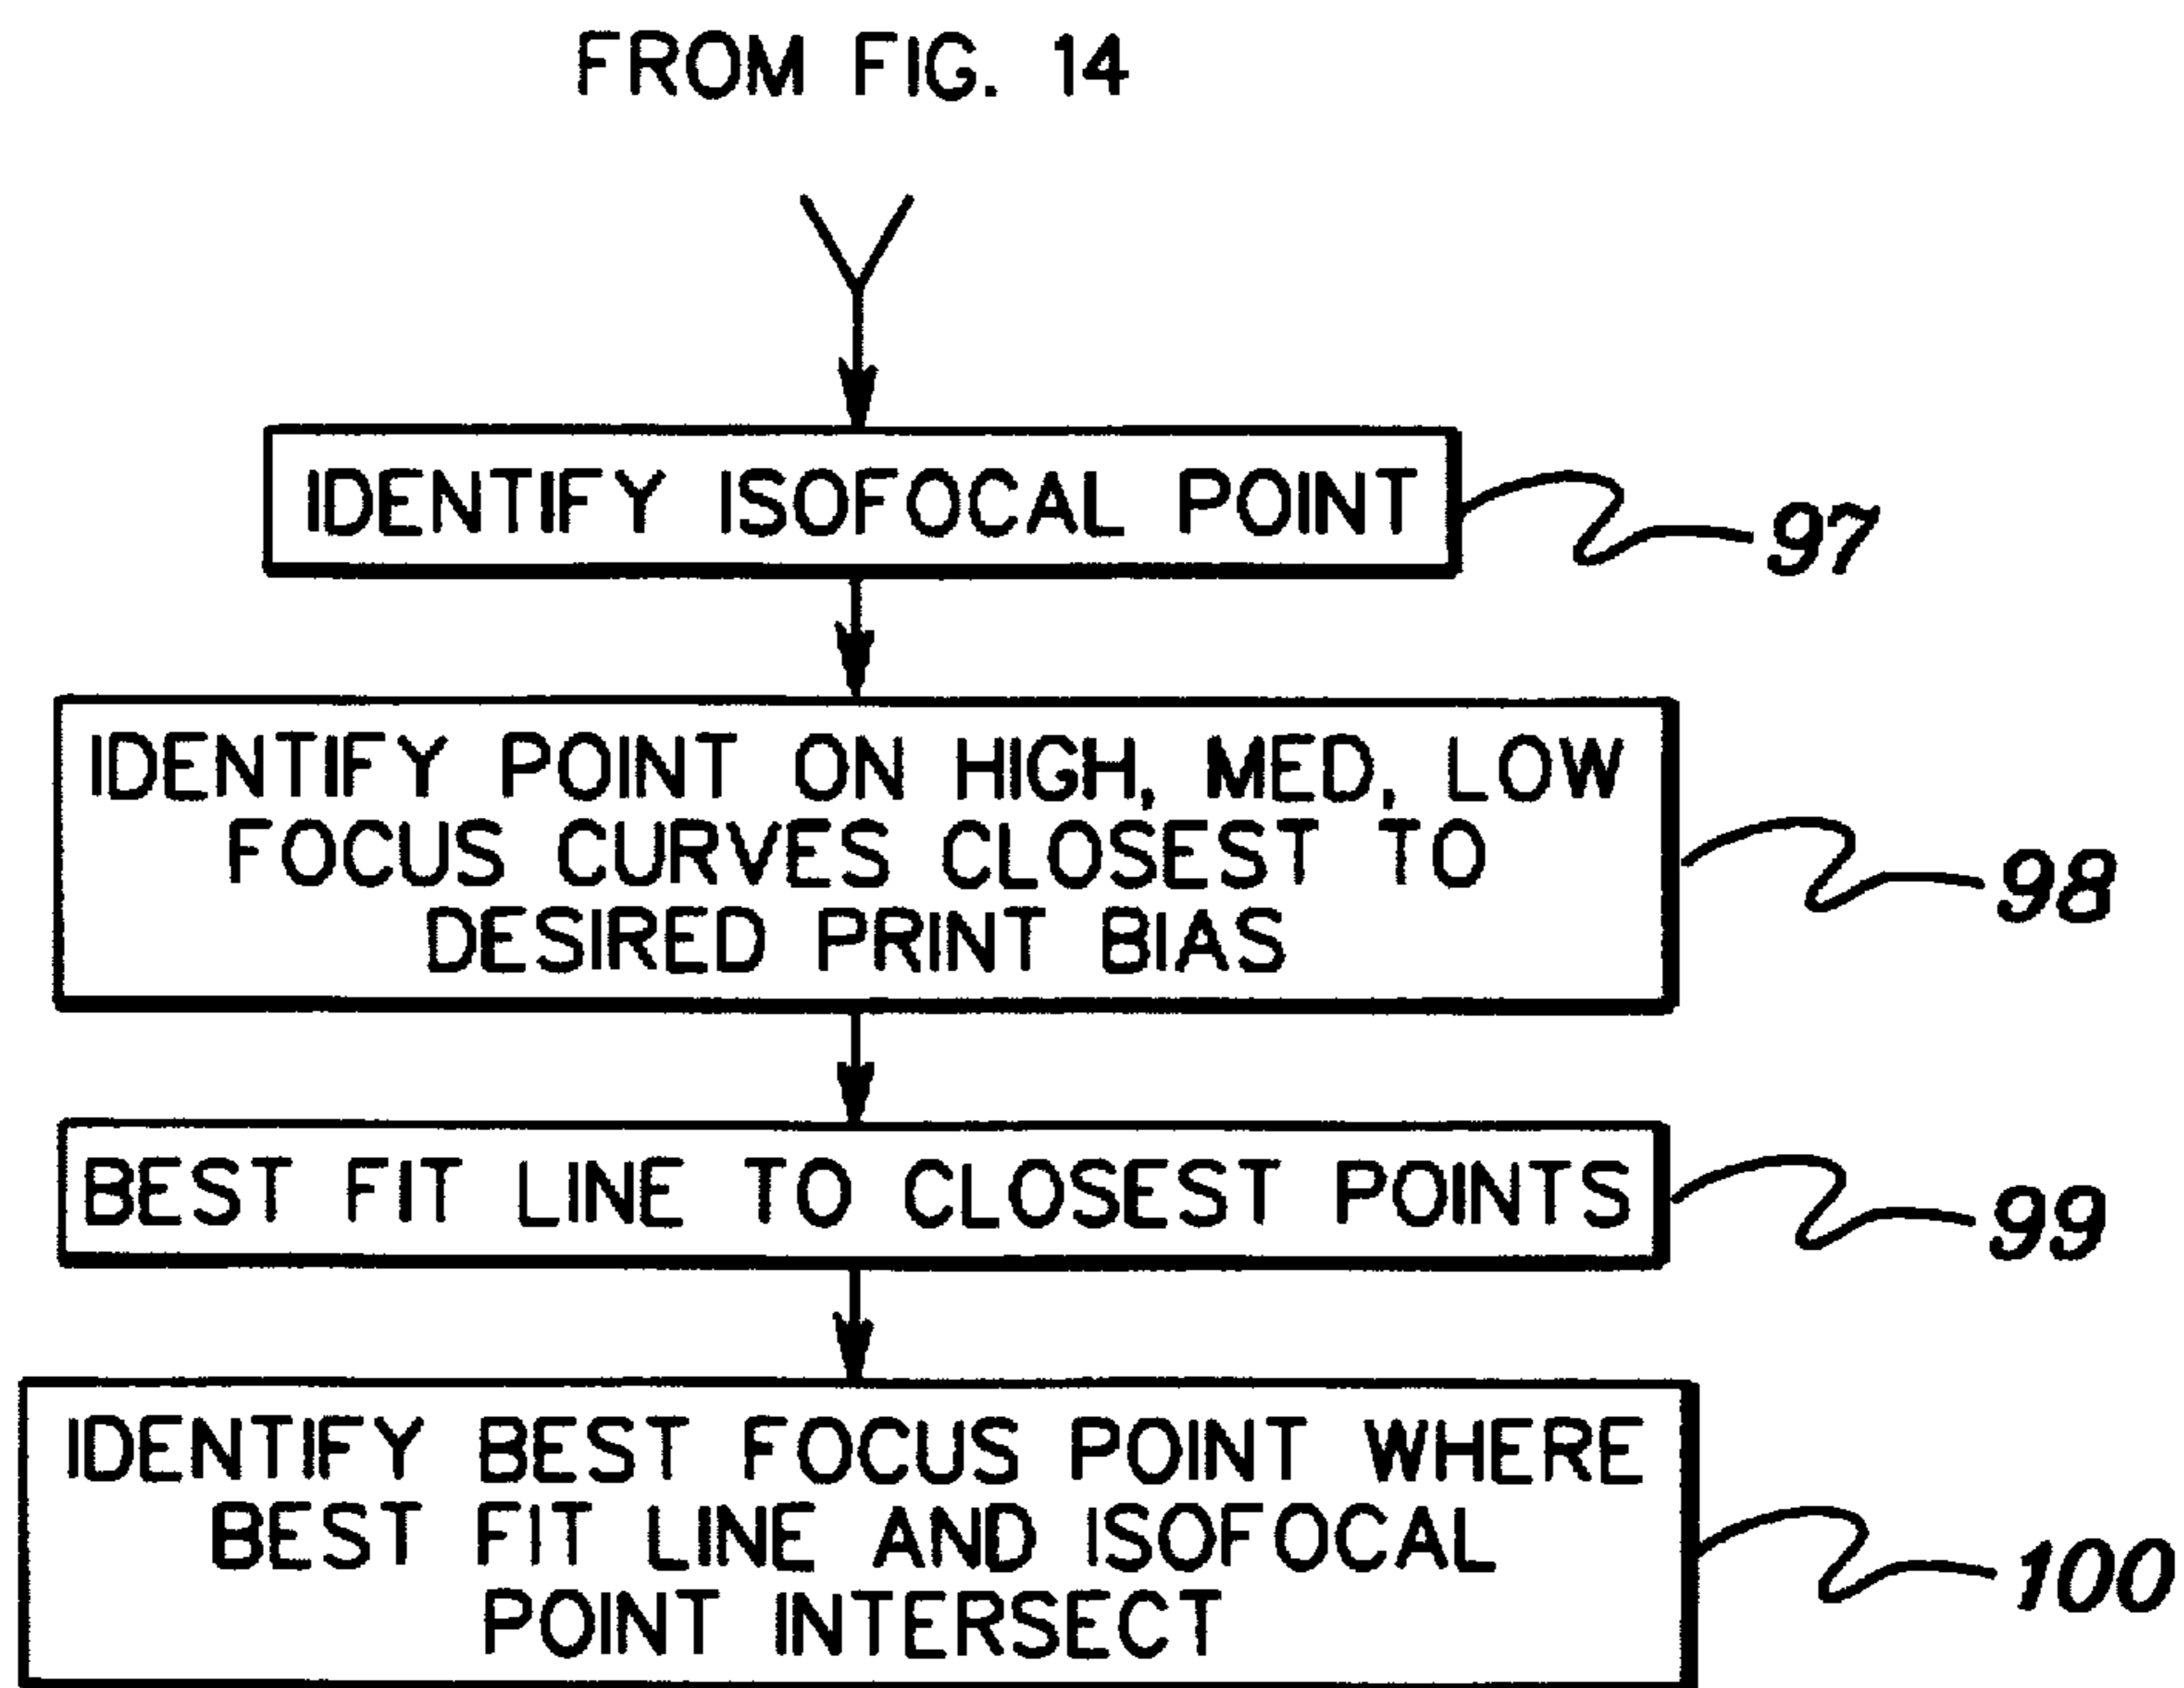 FROM FIG. 14
IDENTIFY ISOFOCAL POINT
97
IDENTIFY POINT ON HIGH, MED, LOW
FOCUS CURVES CLOSEST TO
DESIRED PRINT BIAS
98
BEST FIT LINE TO CLOSEST POINTS
99
IDENTIFY BEST FOCUS POINT WHERE
BEST FIT LINE AND ISOFOCAL
POINT INTERSECT
100